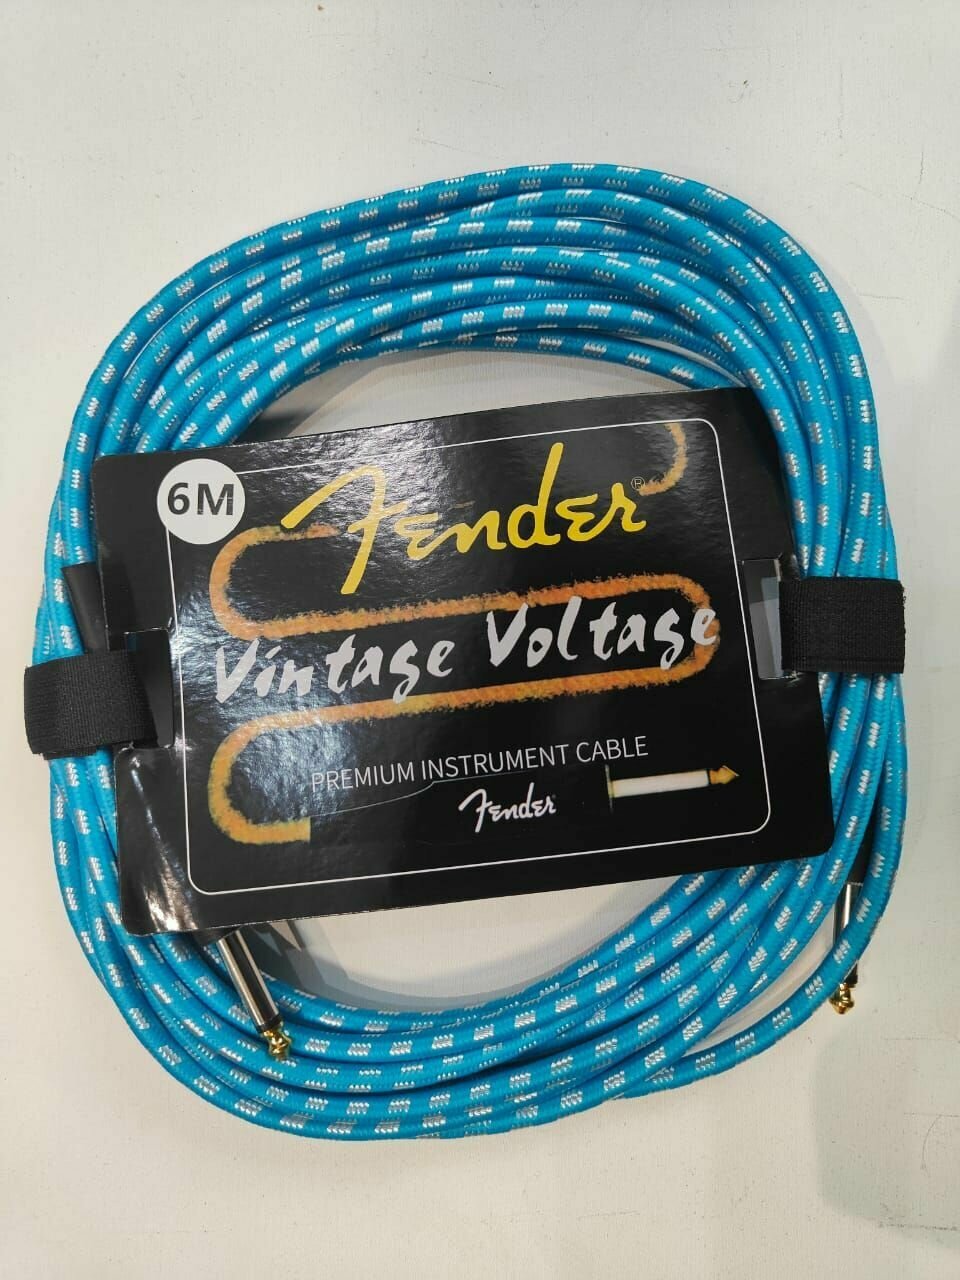 6M
Fender®
Vintage Voltage
PREMIUM INSTRUMENT CABLE
Fender®